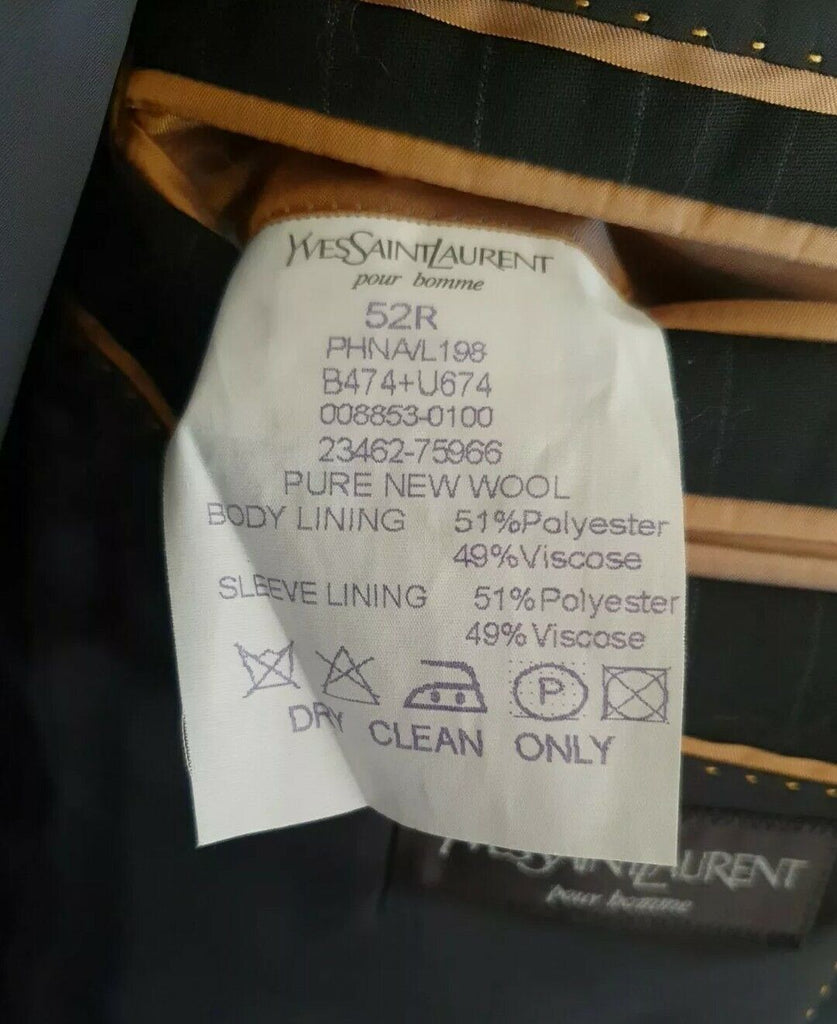 YVESSAINTLAURENT
pour homme
52R
PHNA/L198
B474+U674
008853-0100
23462-75966
PURE NEW WOOL
BODY LINING 51%Polyester
49%Viscose
SLEEVE LINING 51%Polyester
49%Viscose
P
DRY CLEAN ONLY
YVESSAINTLAURENT
pour homme